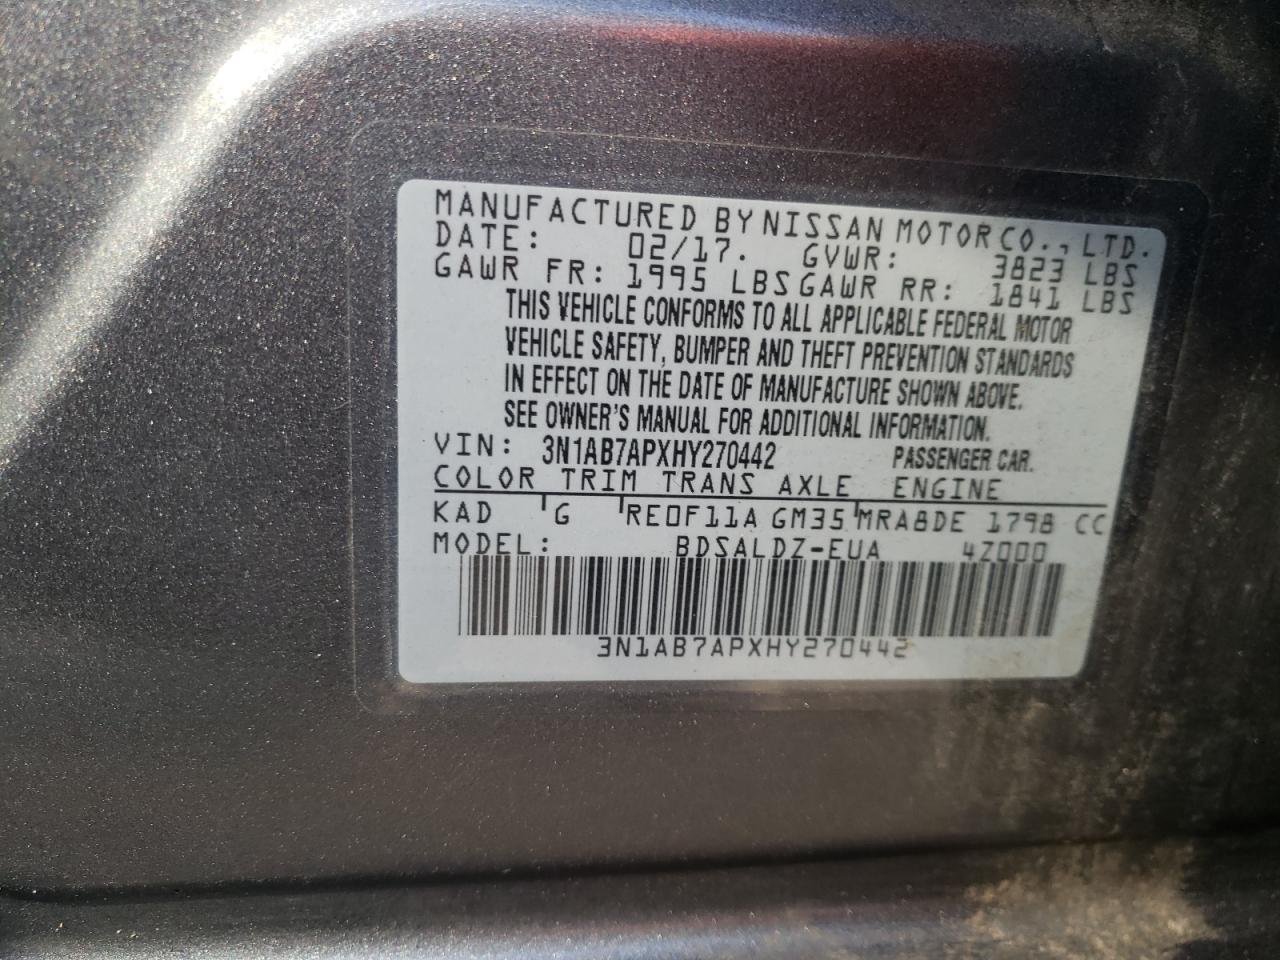 MANUFACTURED BY NISSAN MOTOR CO., LTD.
DATE: 02/17. GVWR: 3823 LBS
GAWR FR: 1995 LBS GAWR RR: 1841 LBS
THIS VEHICLE CONFORMS TO ALL APPLICABLE FEDERAL MOTOR
VEHICLE SAFETY, BUMPER AND THEFT PREVENTION STANDARDS
IN EFFECT ON THE DATE OF MANUFACTURE SHOWN ABOVE.
SEE OWNER'S MANUAL FOR ADDITIONAL INFORMATION.
VIN: 3N1AB7APXHY270442 PASSENGER CAR.
COLOR TRIM TRANS AXLE ENGINE
KAD G RE0F11A GM35 MRA8DE 1798 CC
MODEL: BDSALDZ-EUA 4Z000
3N1AB7APXHY270442